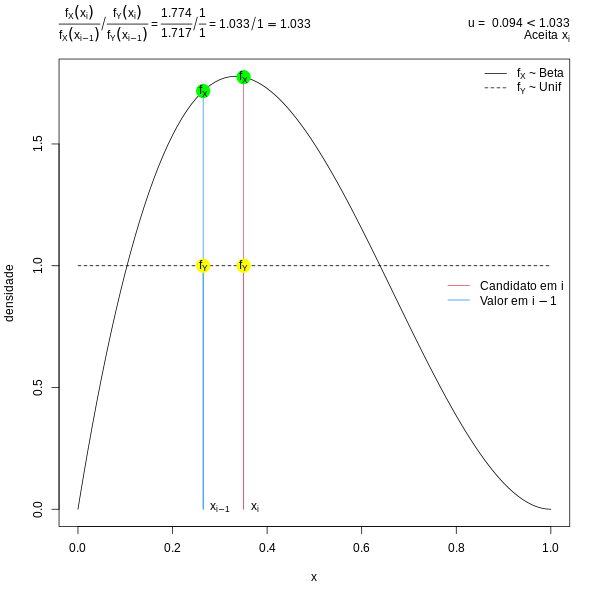 fX(xi) / fY(xi) = 1.774 / 1 = 1.033/1 = 1.033
fX(xi−1) fY(xi−1) 1.717 1
u = 0.094 < 1.033
Aceita xi
fX ~ Beta
fY ~ Unif
fX fX
fY fY
Candidato em i
Valor em i − 1
xi−1 xi
densidade
0.0 0.5 1.0 1.5
0.0 0.2 0.4 0.6 0.8 1.0
x